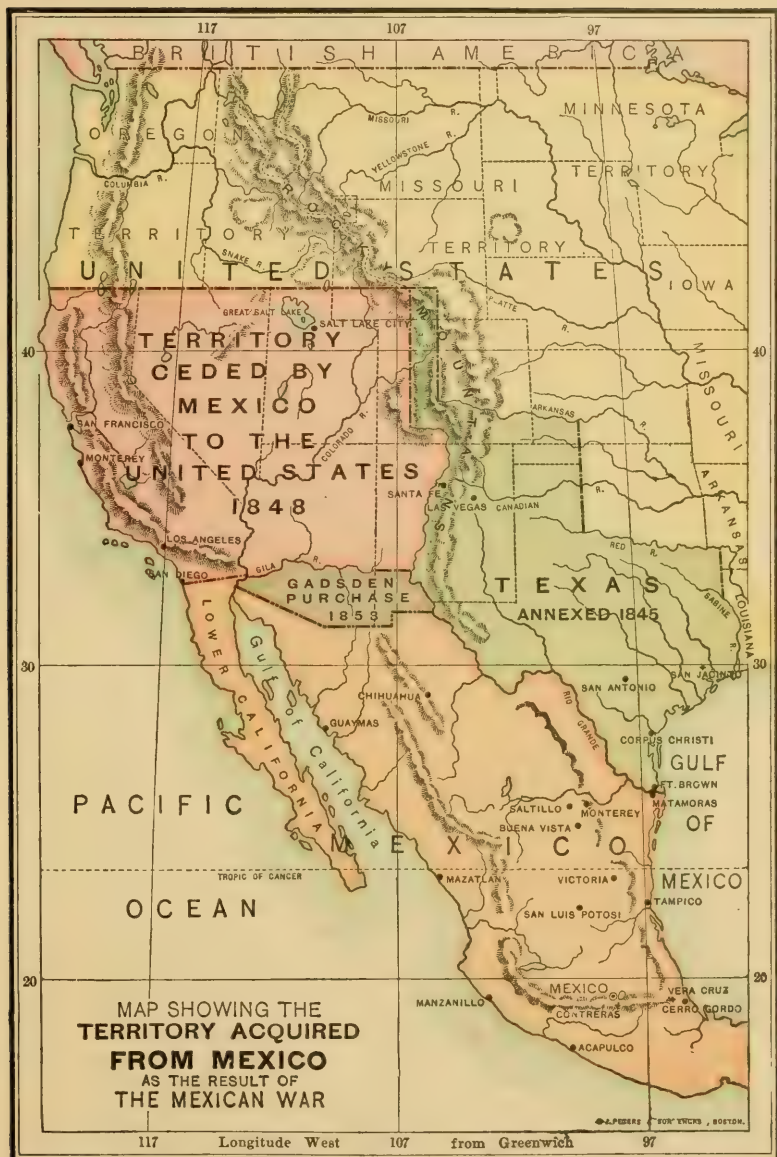 117 107 97
BRITISH AMERICA
OREGON
MISSOURI R.
MINNESOTA
YELLOWSTONE R.
COLUMBIA R.
MISSOURI
TERRITORY
ROCKY MOUNTAINS
TERRITORY
SNAKE R.
TERRITORY
UNITED STATES
IOWA
GREAT SALT LAKE
PLATTE R.
SALT LAKE CITY
40 40
TERRITORY
CEDED BY
MEXICO
TO THE
UNITED STATES
1848
MISSOURI
SAN FRANCISCO
ARKANSAS R.
COLORADO R.
MONTEREY
ARKANSAS
SANTA FE
LAS VEGAS
CANADIAN R.
LOS ANGELES
RED R.
SAN DIEGO
GILA R.
GADSDEN
PURCHASE
1853
TEXAS
ANNEXED 1845
SABINE R.
LOUISIANA
LOWER CALIFORNIA
Gulf of California
30 30
CHIHUAHUA
SAN ANTONIO
SAN JACINTO
GUAYMAS
RIO GRANDE
CORPUS CHRISTI
GULF
OF
MEXICO
FT. BROWN
MATAMORAS
PACIFIC
OCEAN
SALTILLO
MONTEREY
BUENA VISTA
MEXICO
TROPIC OF CANCER
MAZATLAN
VICTORIA
TAMPICO
SAN LUIS POTOSI
20 20
MEXICO
VERA CRUZ
MANZANILLO
CONTRERAS
CERRO GORDO
ACAPULCO
MAP SHOWING THE
TERRITORY ACQUIRED
FROM MEXICO
AS THE RESULT OF
THE MEXICAN WAR
BOSTON.
117 Longitude West 107 from Greenwich 97